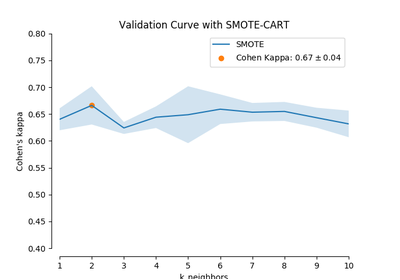 Validation Curve with SMOTE-CART
0.80
0.75
0.70
0.65
0.60
0.55
0.50
0.45
0.40
Cohen's kappa
SMOTE
Cohen Kappa: 0.67 ± 0.04
1 2 3 4 5 6 7 8 9 10
k_neighbors